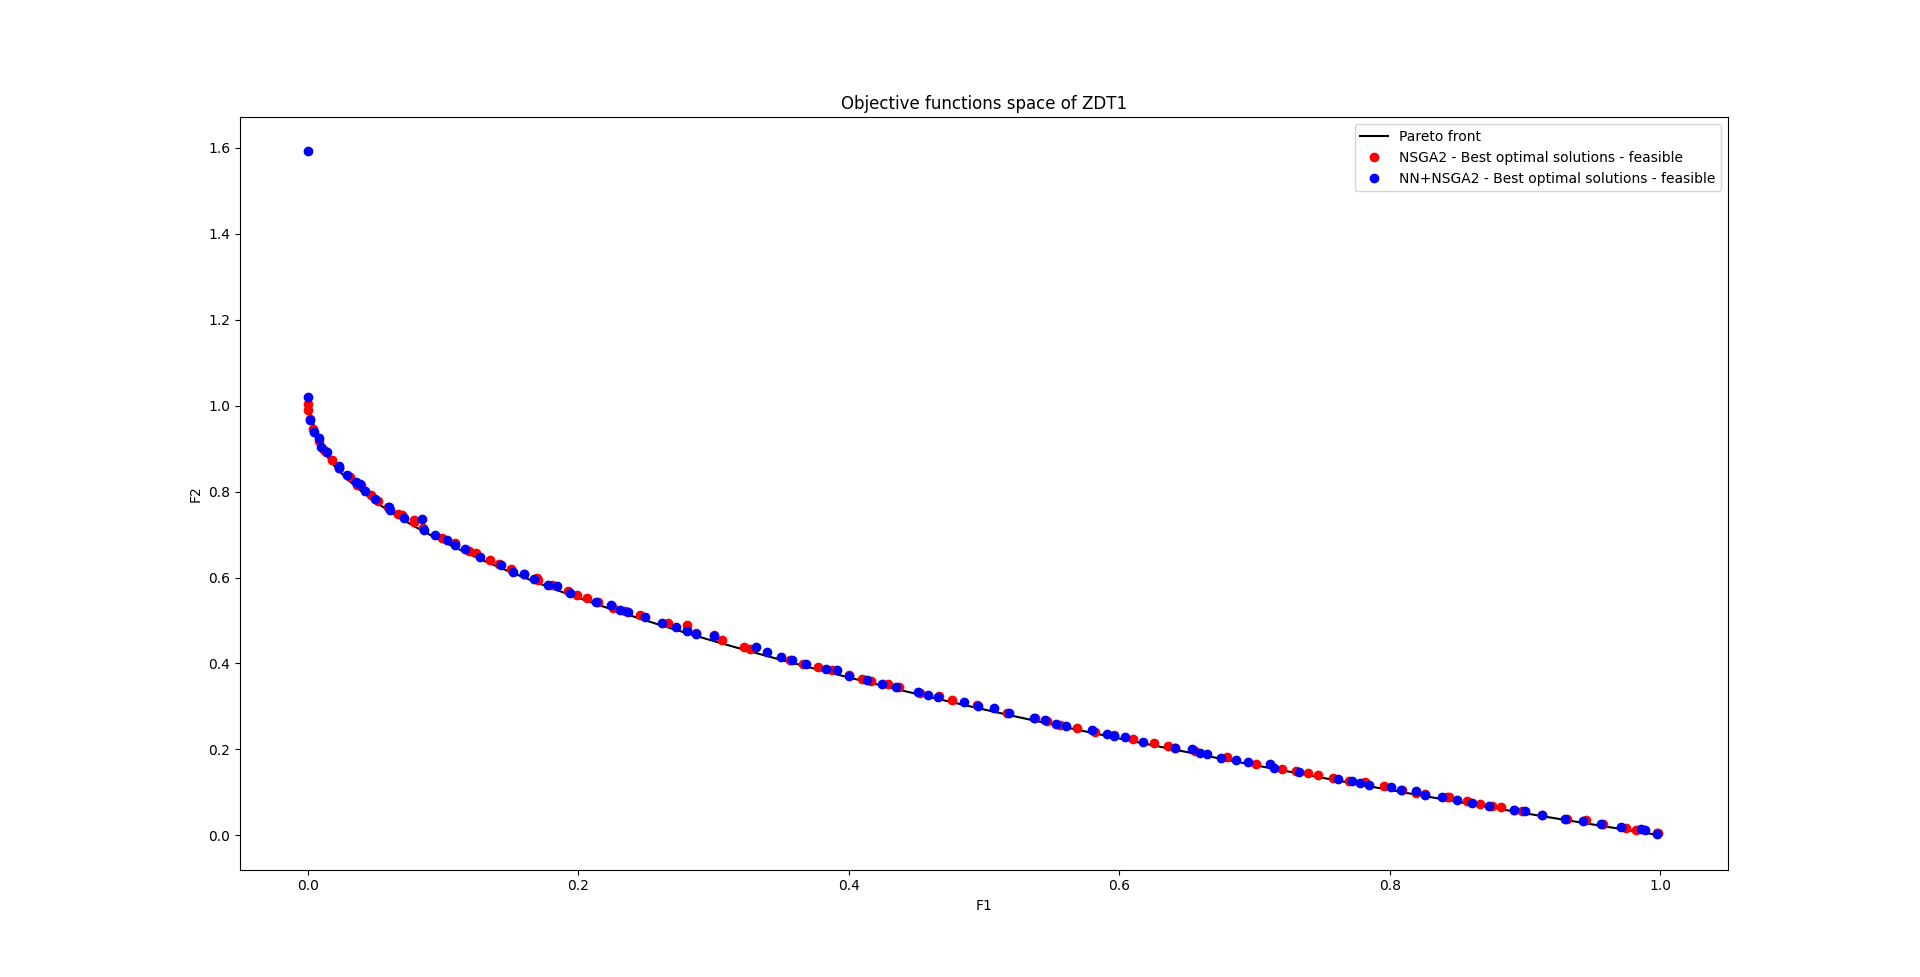 Objective functions space of ZDT1
Pareto front
NSGA2 - Best optimal solutions - feasible
NN+NSGA2 - Best optimal solutions - feasible
1.6
1.4
1.2
1.0
0.8
0.6
0.4
0.2
0.0
F2
0.0 0.2 0.4 0.6 0.8 1.0
F1